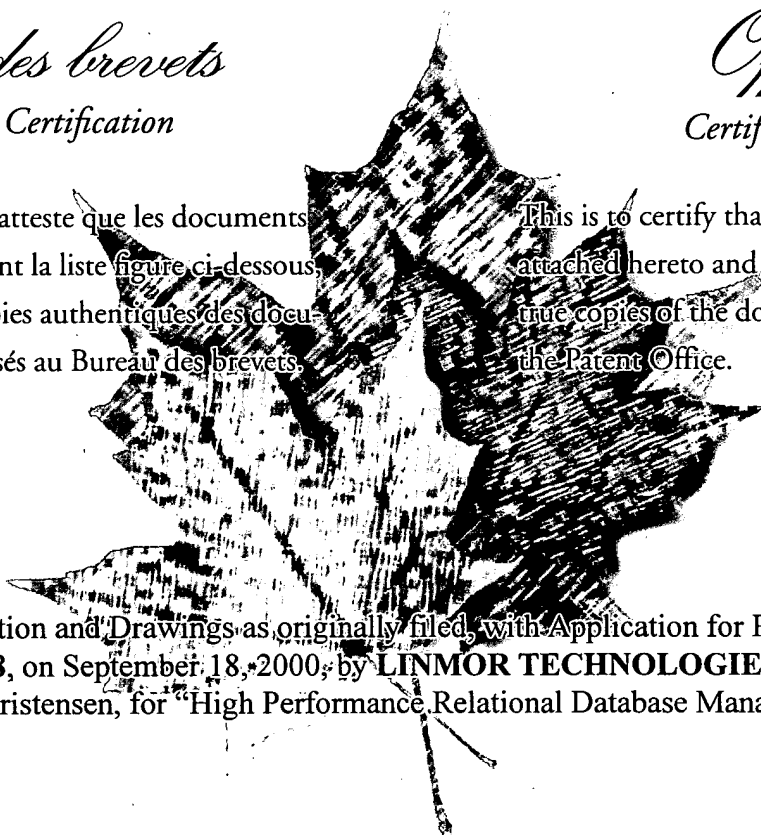 des brevets
Certification
atteste que les documents
nt la liste figure ci-dessous,
ies authentiques des docu-
sés au Bureau des brevets.
Certif
This is to certify tha
attached hereto and
true copies of the do
the Patent Office.
tion and Drawings as originally filed, with Application for P
, on September 18, 2000, by LINMOR TECHNOLOGIE
ristensen, for “High Performance Relational Database Mana